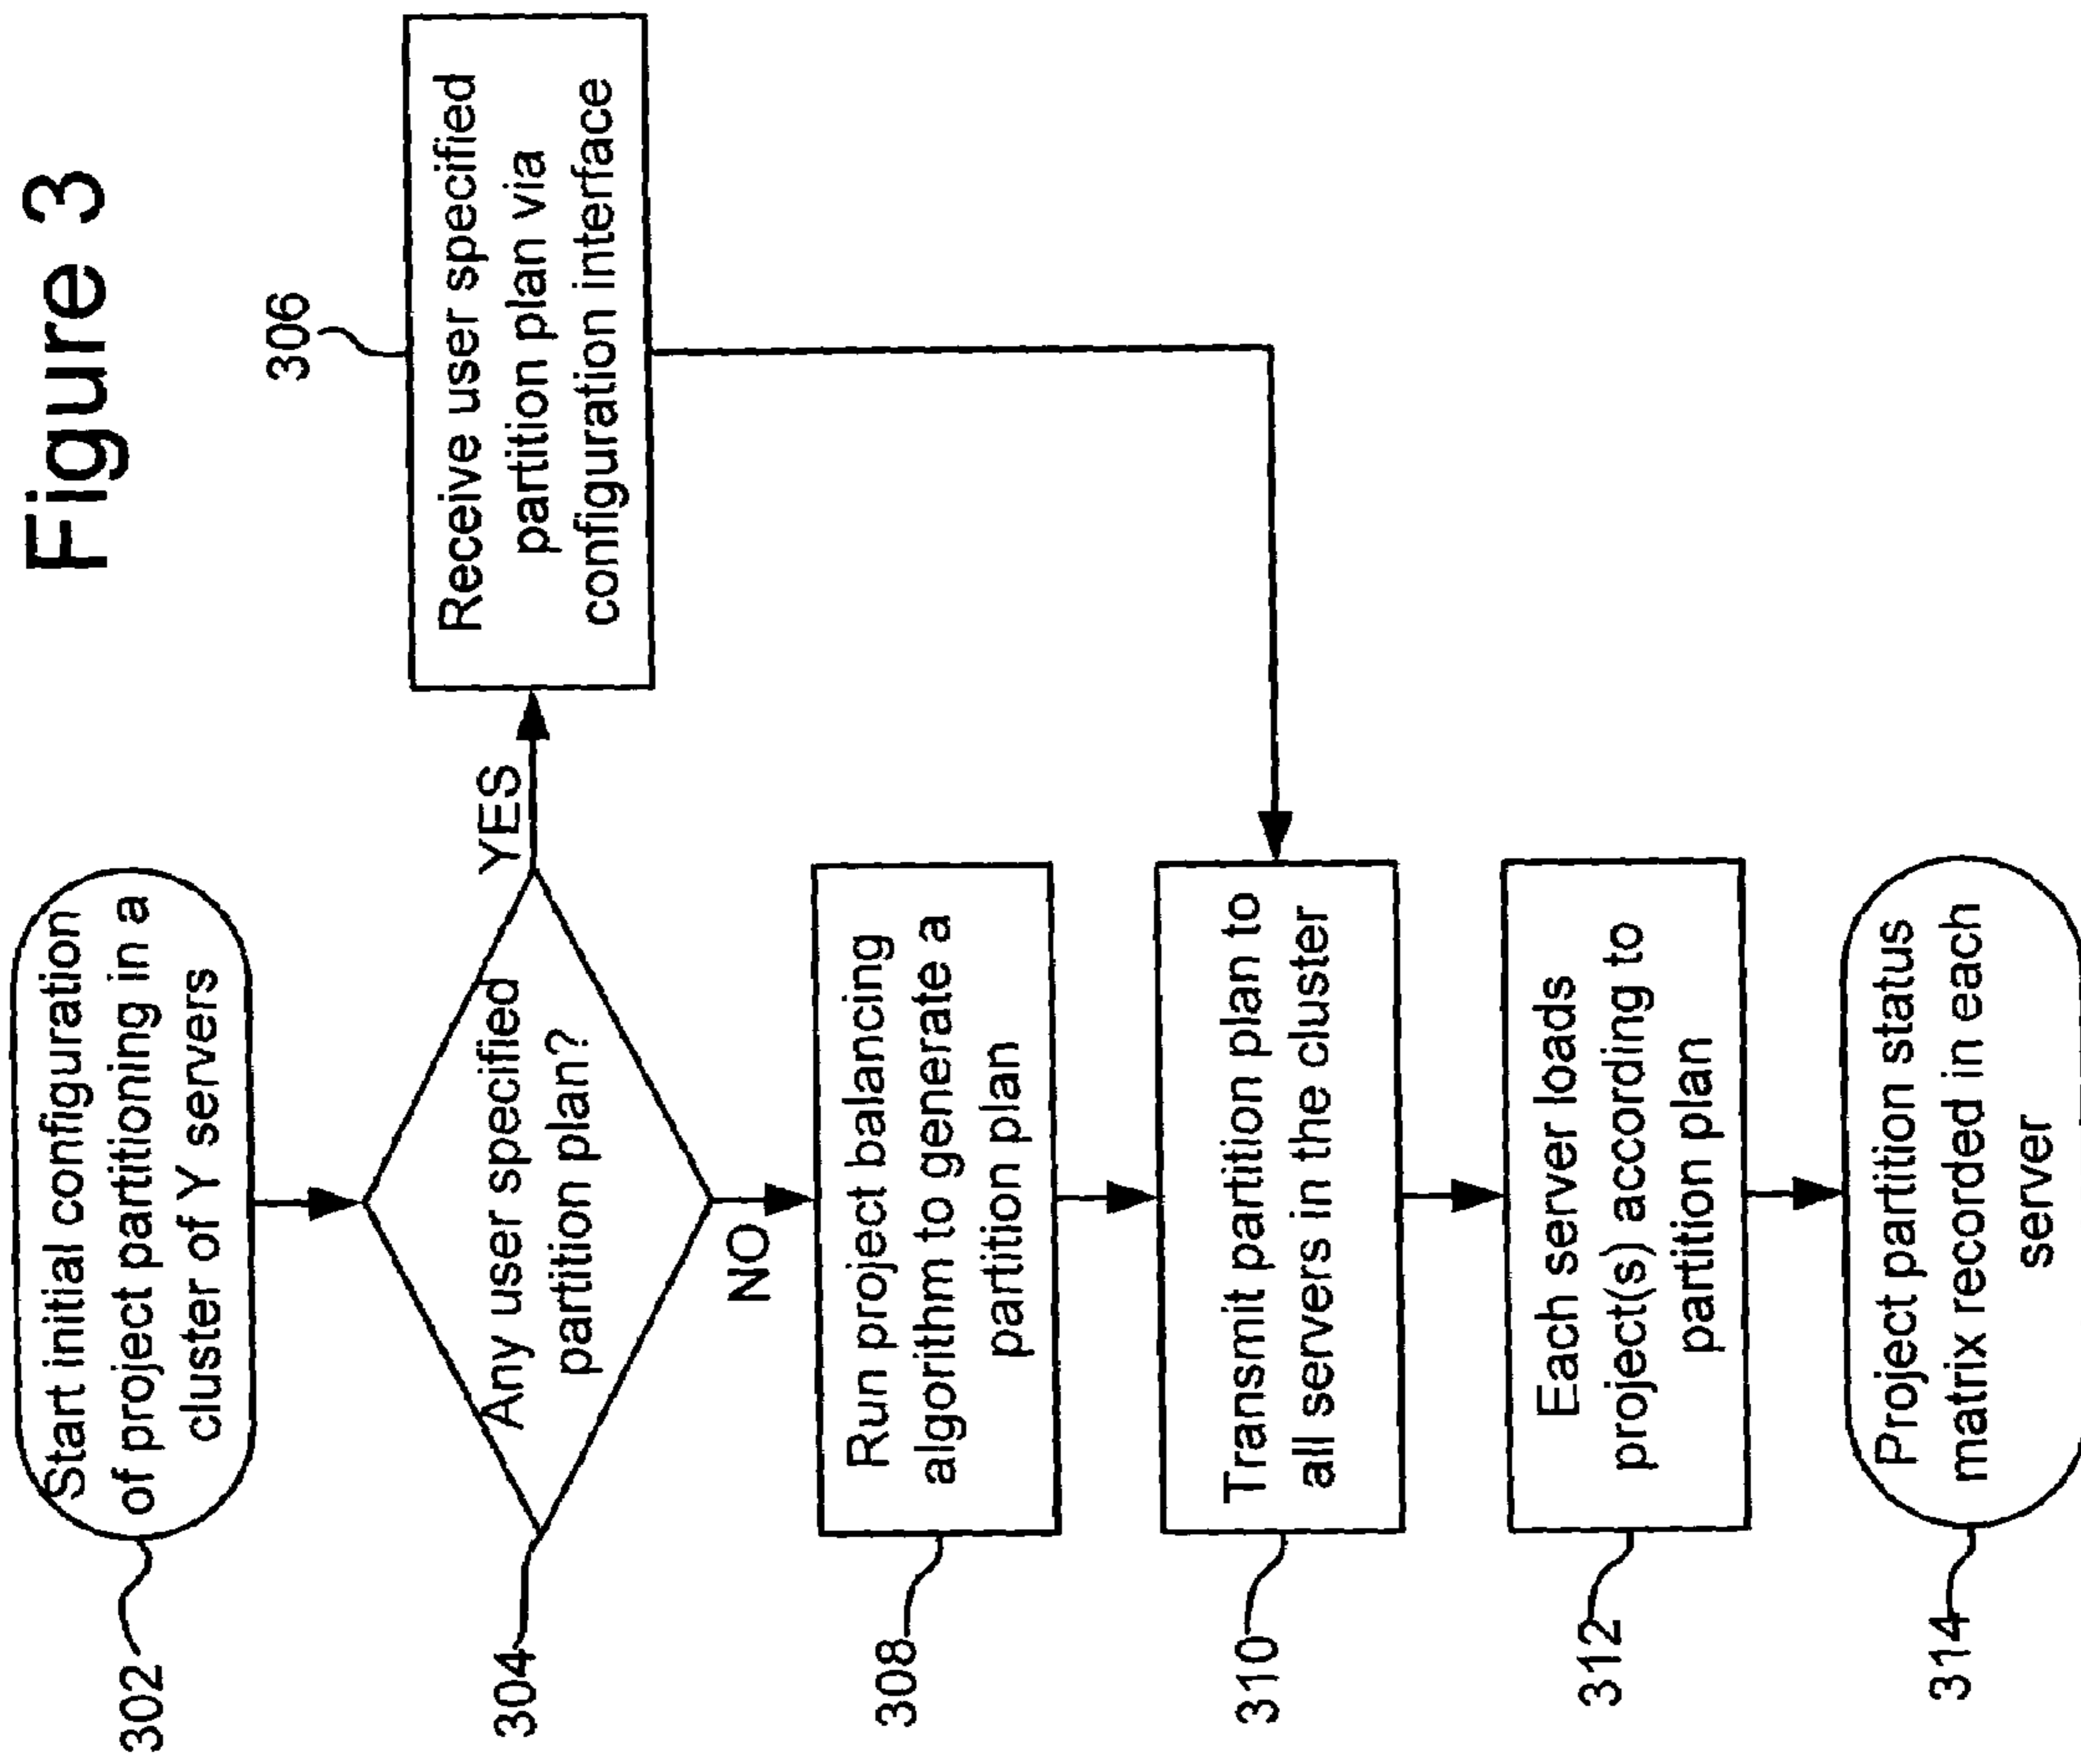 Figure 3
302
Start initial configuration
of project partitioning in a
cluster of Y servers
304
Any user specified
partition plan?
YES
306
Receive user specified
partition plan via
configuration interface
NO
308
Run project balancing
algorithm to generate a
partition plan
310
Transmit partition plan to
all servers in the cluster
312
Each server loads
project(s) according to
partition plan
314
Project partition status
matrix recorded in each
server